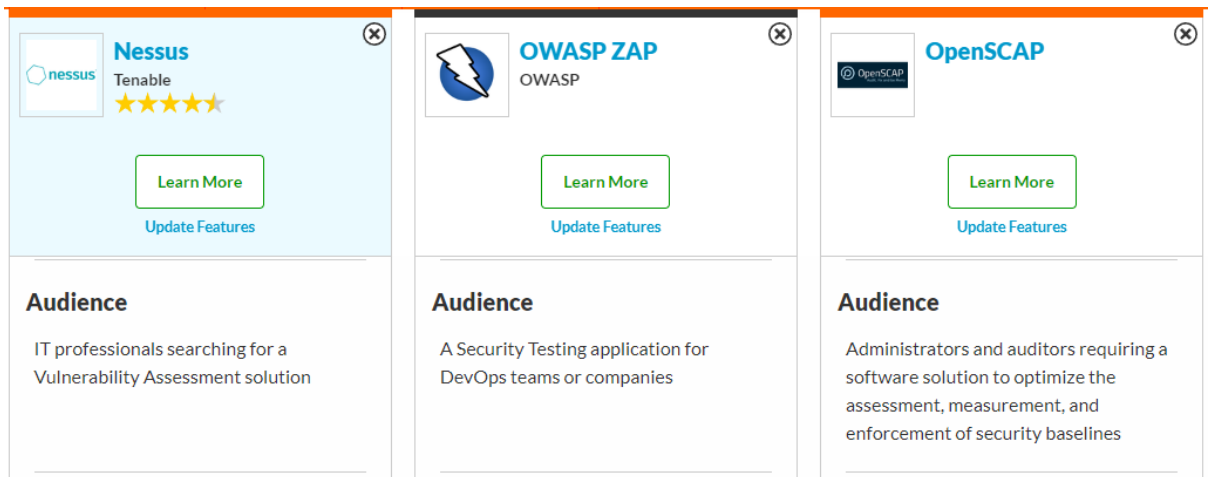 nessus
Nessus
Tenable
Learn More
Update Features
Audience
IT professionals searching for a
Vulnerability Assessment solution
OWASP ZAP
OWASP
Learn More
Update Features
Audience
A Security Testing application for
DevOps teams or companies
OpenSCAP
OpenSCAP
Learn More
Update Features
Audience
Administrators and auditors requiring a
software solution to optimize the
assessment, measurement, and
enforcement of security baselines